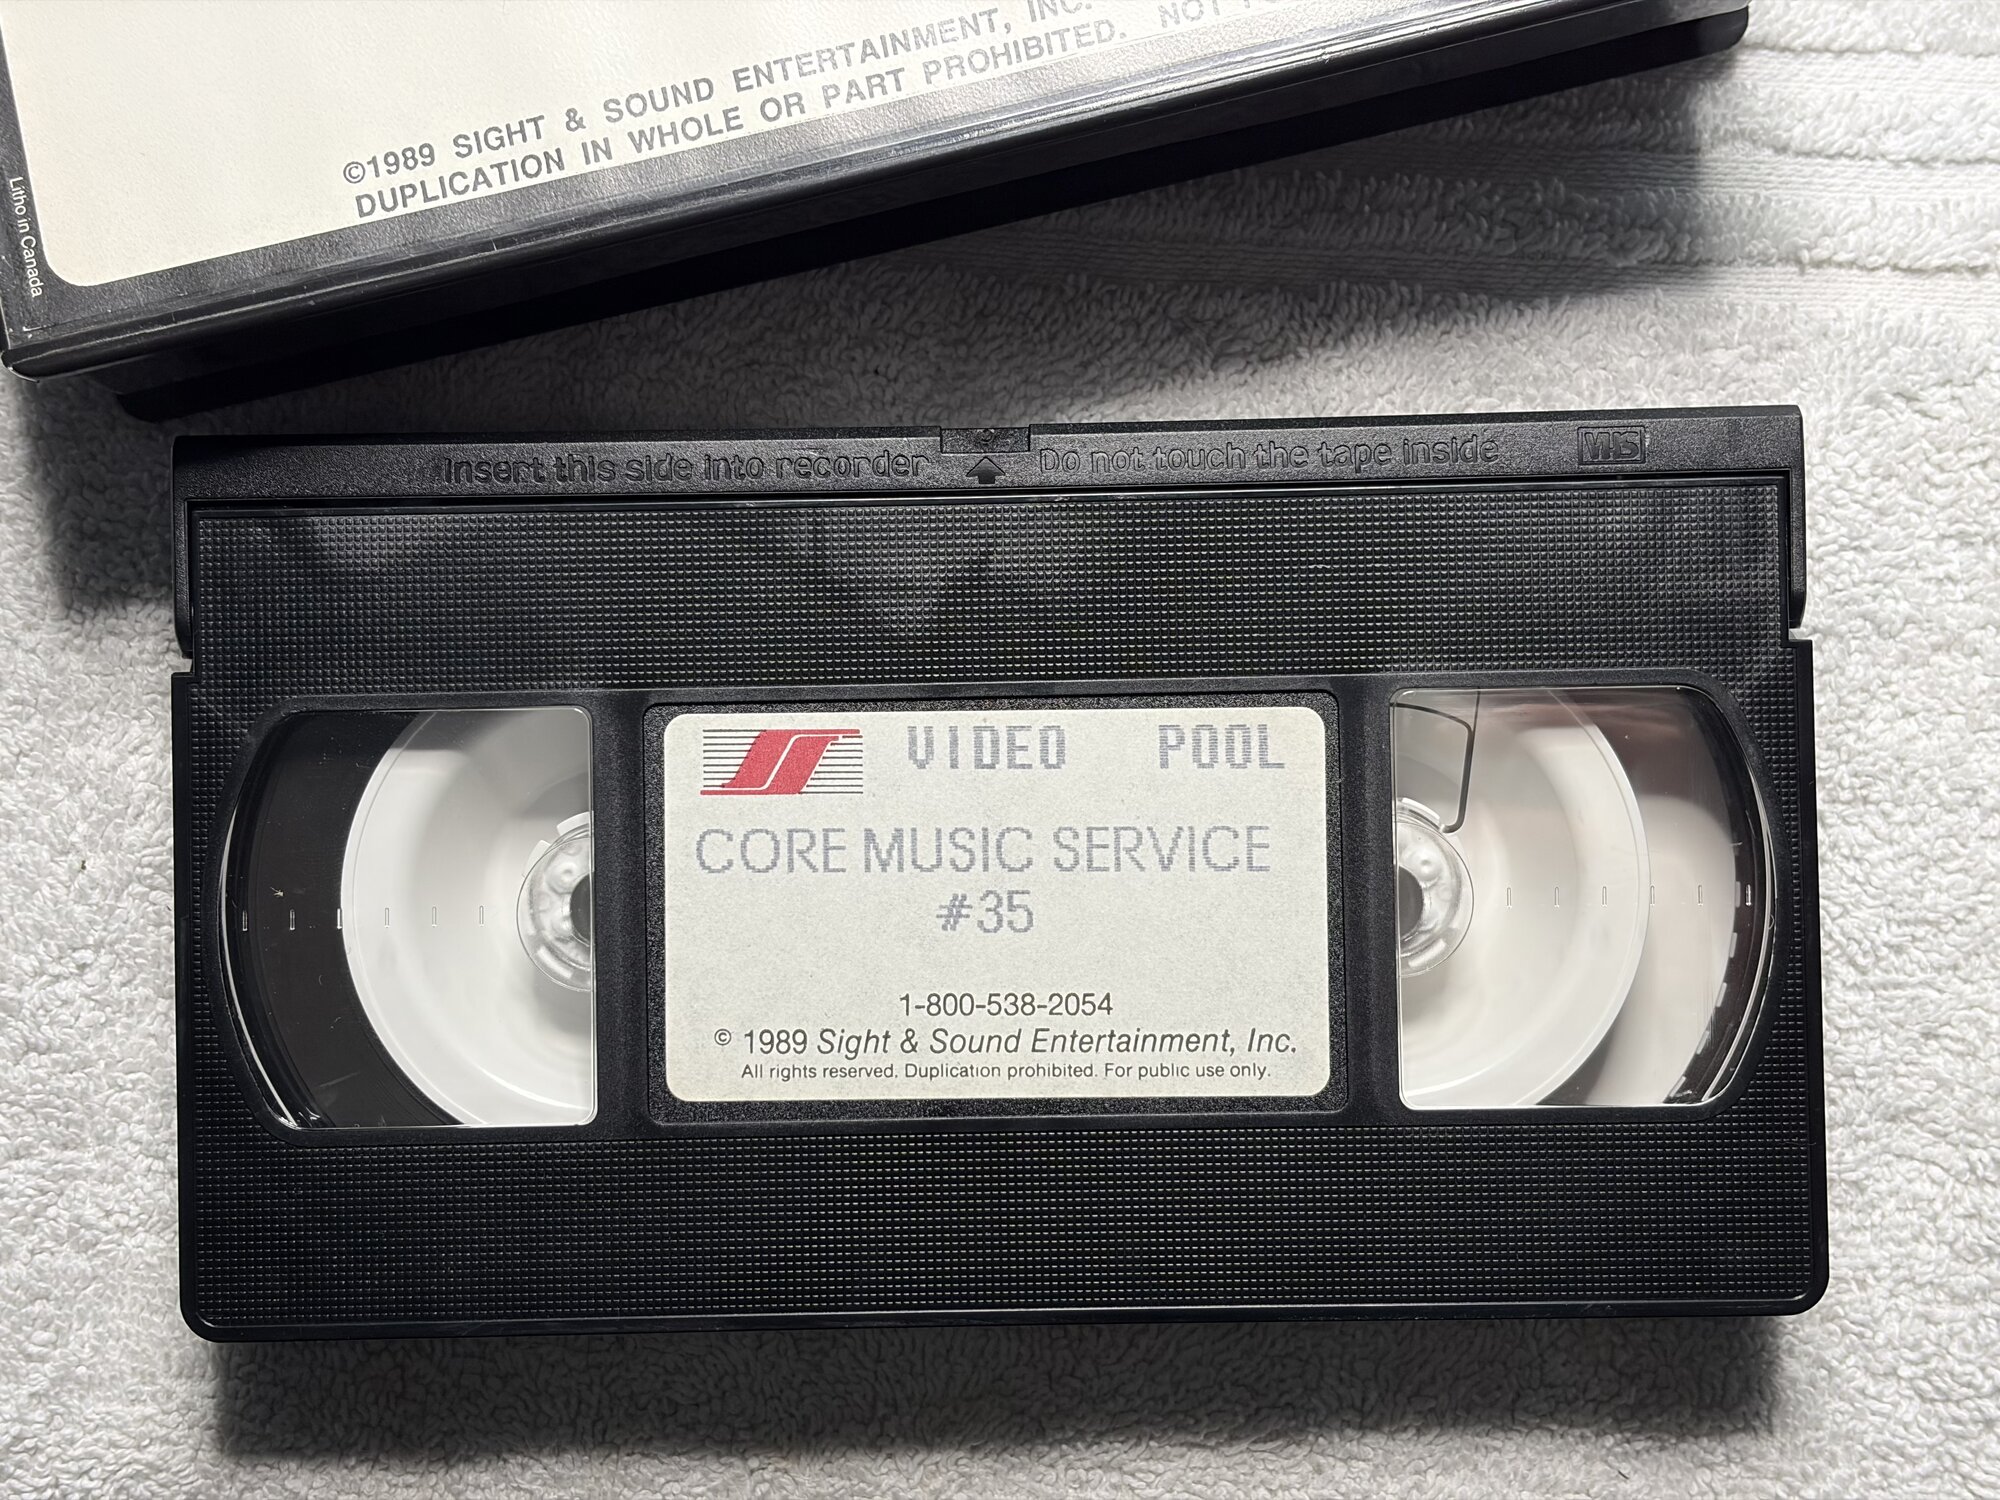 ©1989 SIGHT & SOUND ENTERTAINMENT, INC.
DUPLICATION IN WHOLE OR PART PROHIBITED. NOT
Litho in Canada
Insert this side into recorder Do not touch the tape inside VHS
VIDEO POOL
CORE MUSIC SERVICE
#35
1-800-538-2054
© 1989 Sight & Sound Entertainment, Inc.
All rights reserved. Duplication prohibited. For public use only.